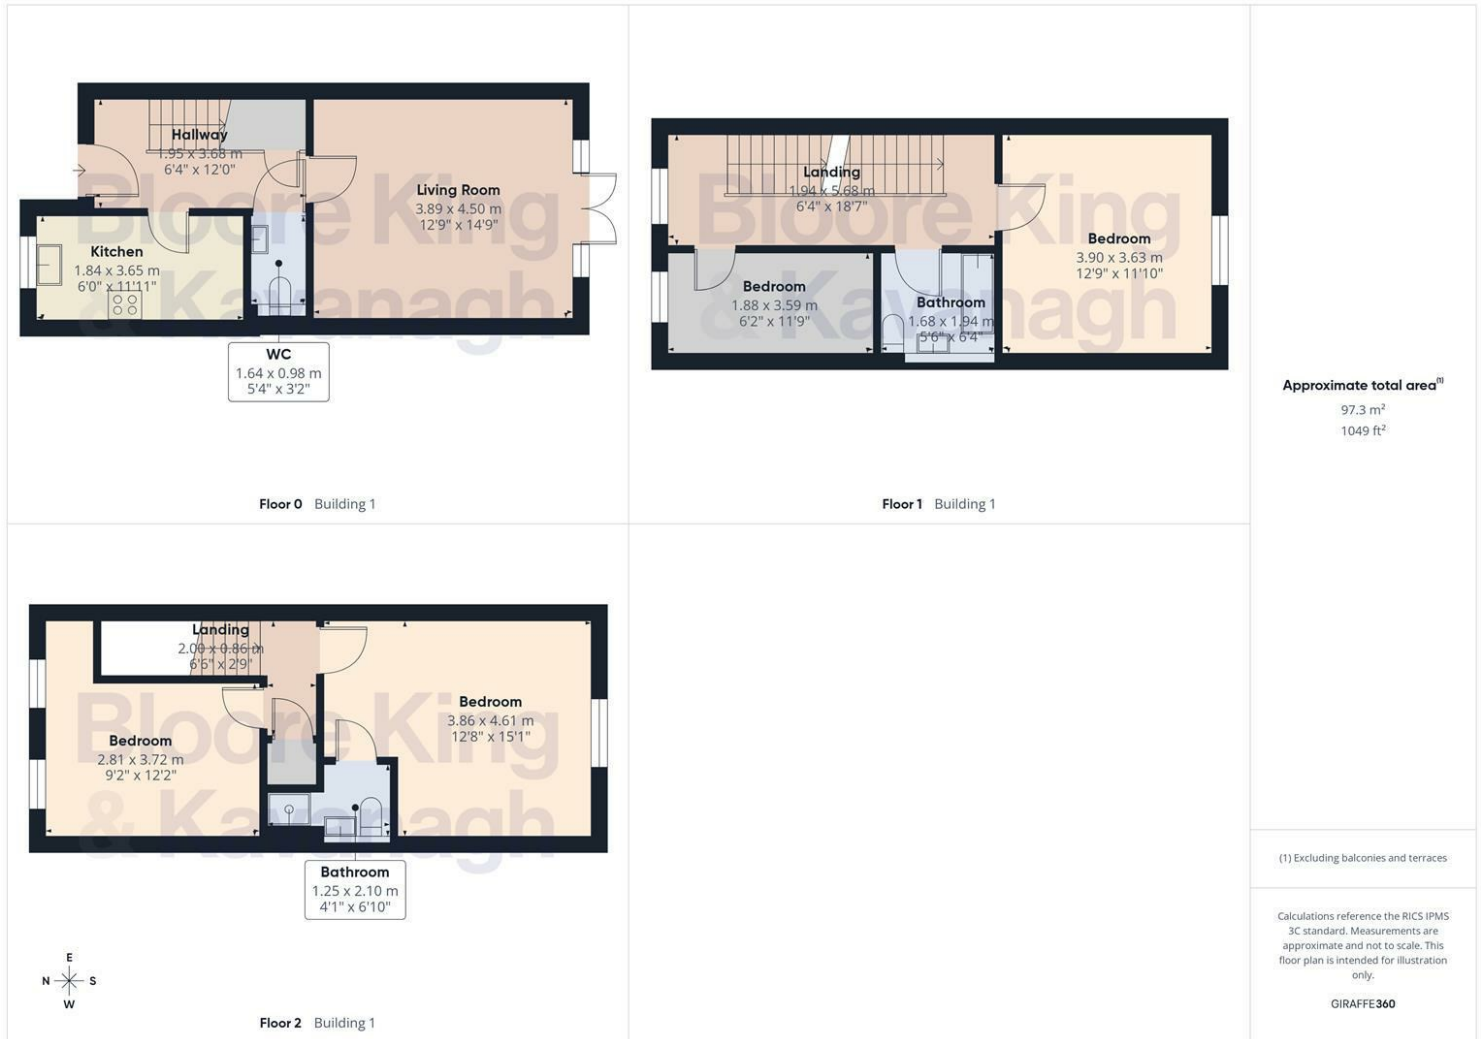 Hallway
1.95 x 3.68 m
6'4" x 12'0"
Living Room
3.89 x 4.50 m
12'9" x 14'9"
Kitchen
1.84 x 3.65 m
6'0" x 11'11"
WC
1.64 x 0.98 m
5'4" x 3'2"
Bloore King
& Kavanagh
Floor 0 Building 1
Landing
1.94 x 5.68 m
6'4" x 18'7"
Bedroom
3.90 x 3.63 m
12'9" x 11'10"
Bedroom
1.88 x 3.59 m
6'2" x 11'9"
Bathroom
1.68 x 1.94 m
5'6" x 6'4"
Bloore King
& Kavanagh
Floor 1 Building 1
Landing
2.00 x 0.86 m
6'6" x 2'9"
Bedroom
3.86 x 4.61 m
12'8" x 15'1"
Bedroom
2.81 x 3.72 m
9'2" x 12'2"
Bathroom
1.25 x 2.10 m
4'1" x 6'10"
Bloore King
& Kavanagh
E
N S
W
Floor 2 Building 1
Approximate total area(1)
97.3 m²
1049 ft²
(1) Excluding balconies and terraces
Calculations reference the RICS IPMS
3C standard. Measurements are
approximate and not to scale. This
floor plan is intended for illustration
only.
GIRAFFE360